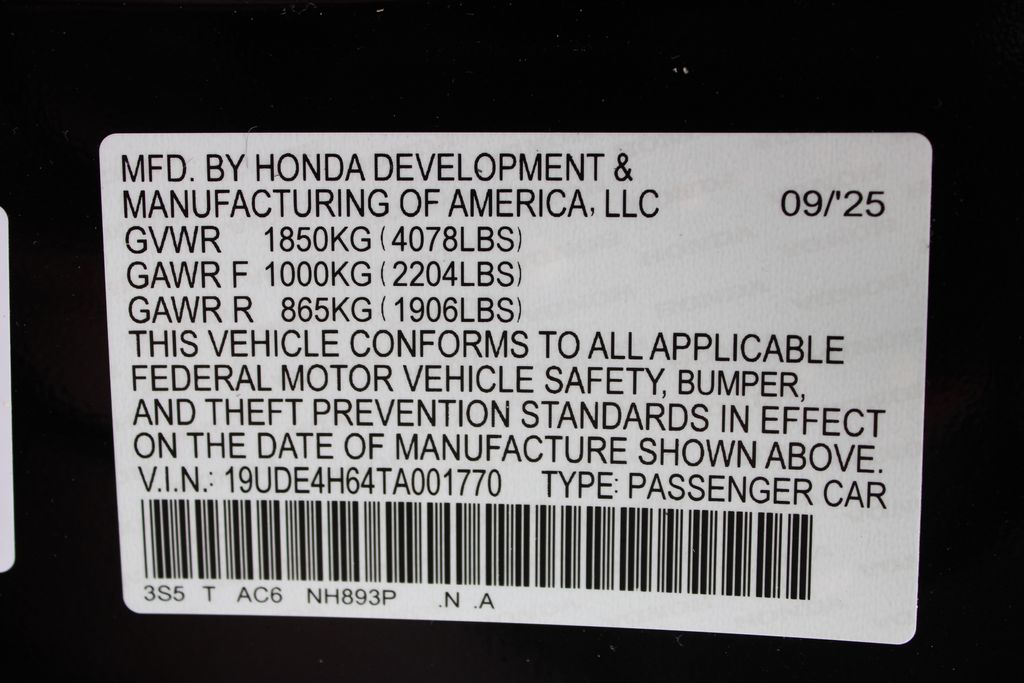 MFD. BY HONDA DEVELOPMENT &
MANUFACTURING OF AMERICA, LLC 09/'25
GVWR 1850KG (4078LBS)
GAWR F 1000KG (2204LBS)
GAWR R 865KG (1906LBS)
THIS VEHICLE CONFORMS TO ALL APPLICABLE
FEDERAL MOTOR VEHICLE SAFETY, BUMPER,
AND THEFT PREVENTION STANDARDS IN EFFECT
ON THE DATE OF MANUFACTURE SHOWN ABOVE.
V.I.N.: 19UDE4H64TA001770 TYPE: PASSENGER CAR
3S5 T AC6 NH893P .N .A